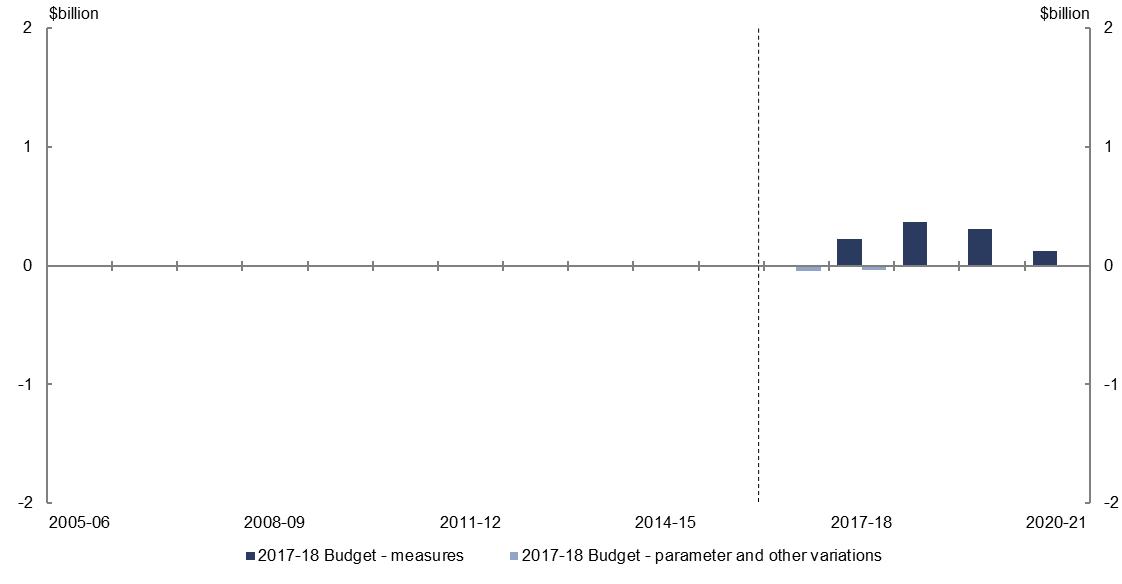 $billion $billion
2 2
1 1
0 0
-1 -1
-2 -2
2005-06 2008-09 2011-12 2014-15 2017-18 2020-21
2017-18 Budget - measures 2017-18 Budget - parameter and other variations